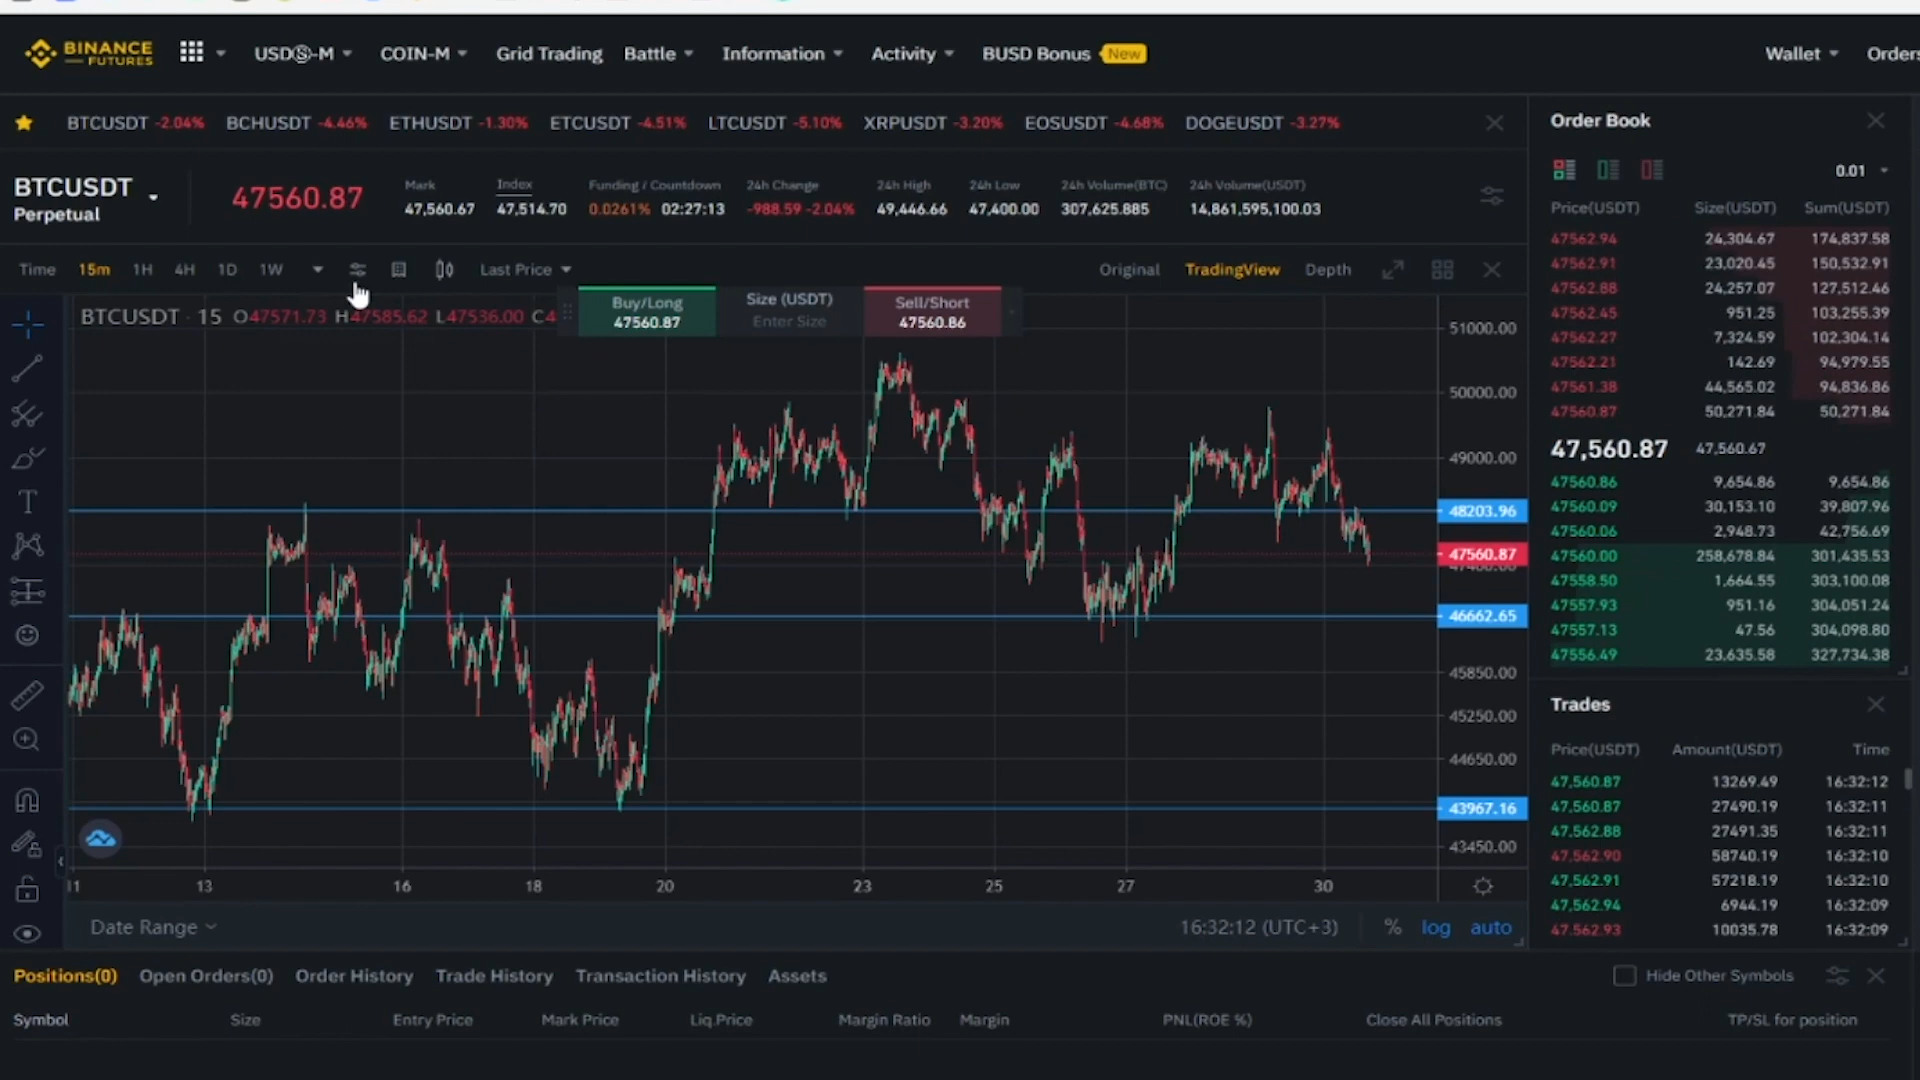 BINANCE FUTURES USDⓈ-M COIN-M Grid Trading Battle Information Activity BUSD Bonus New Wallet Orders
BTCUSDT -2.04% BCHUSDT -4.46% ETHUSDT -1.30% ETCUSDT -4.51% LTCUSDT -5.10% XRPUSDT -3.20% EOSUSDT -4.68% DOGEUSDT -3.27%
BTCUSDT
Perpetual
47560.87
Mark
47,560.67
Index
47,514.70
Funding / Countdown
0.0261% 02:27:13
24h Change
-988.59 -2.04%
24h High
49,446.66
24h Low
47,400.00
24h Volume(BTC)
307,625.885
24h Volume(USDT)
14,861,595,100.03
Time 15m 1H 4H 1D 1W Last Price Original TradingView Depth
BTCUSDT · 15 O47571.73 H47585.62 L47536.00 C4
Buy/Long
47560.87
Size (USDT)
Enter Size
Sell/Short
47560.86
51000.00
50000.00
49000.00
48203.96
47560.87
46662.65
45850.00
45250.00
44650.00
43967.16
43450.00
11 13 16 18 20 23 25 27 30
Date Range 16:32:12 (UTC+3) % log auto
Order Book
0.01
Price(USDT) Size(USDT) Sum(USDT)
47562.94 24,304.67 174,837.58
47562.91 23,020.45 150,532.91
47562.88 24,257.07 127,512.46
47562.45 951.25 103,255.39
47562.27 7,324.59 102,304.14
47562.21 142.69 94,979.55
47561.38 44,565.02 94,836.86
47560.87 50,271.84 50,271.84
47,560.87 47,560.67
47560.86 9,654.86 9,654.86
47560.09 30,153.10 39,807.96
47560.06 2,948.73 42,756.69
47560.00 258,678.84 301,435.53
47558.50 1,664.55 303,100.08
47557.93 951.16 304,051.24
47557.13 47.56 304,098.80
47556.49 23,635.58 327,734.38
Trades
Price(USDT) Amount(USDT) Time
47,560.87 13269.49 16:32:12
47,560.87 27490.19 16:32:11
47,562.88 27491.35 16:32:11
47,562.90 58740.19 16:32:10
47,562.91 57218.19 16:32:10
47,562.94 6944.19 16:32:09
47,562.93 10035.78 16:32:09
Positions(0) Open Orders(0) Order History Trade History Transaction History Assets Hide Other Symbols
Symbol Size Entry Price Mark Price Liq.Price Margin Ratio Margin PNL(ROE %) Close All Positions TP/SL for position